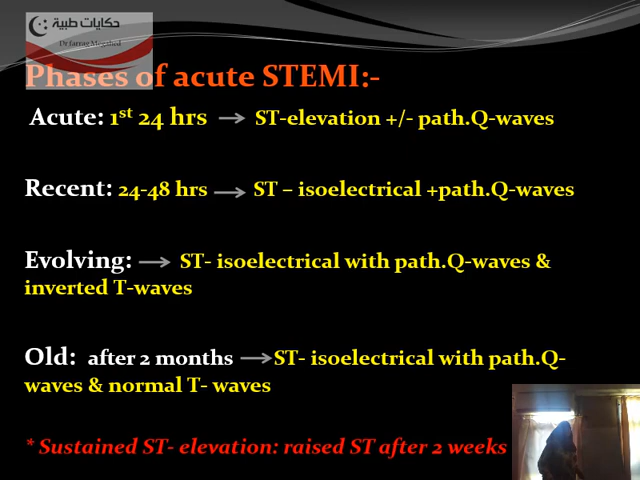 حكايات طبية
Dr farrag Megahed
Phases of acute STEMI:-
Acute: 1st 24 hrs ST-elevation +/- path.Q-waves
Recent: 24-48 hrs ST – isoelectrical +path.Q-waves
Evolving: ST- isoelectrical with path.Q-waves &
inverted T-waves
Old: after 2 months ST- isoelectrical with path.Q-
waves & normal T- waves
* Sustained ST- elevation: raised ST after 2 weeks